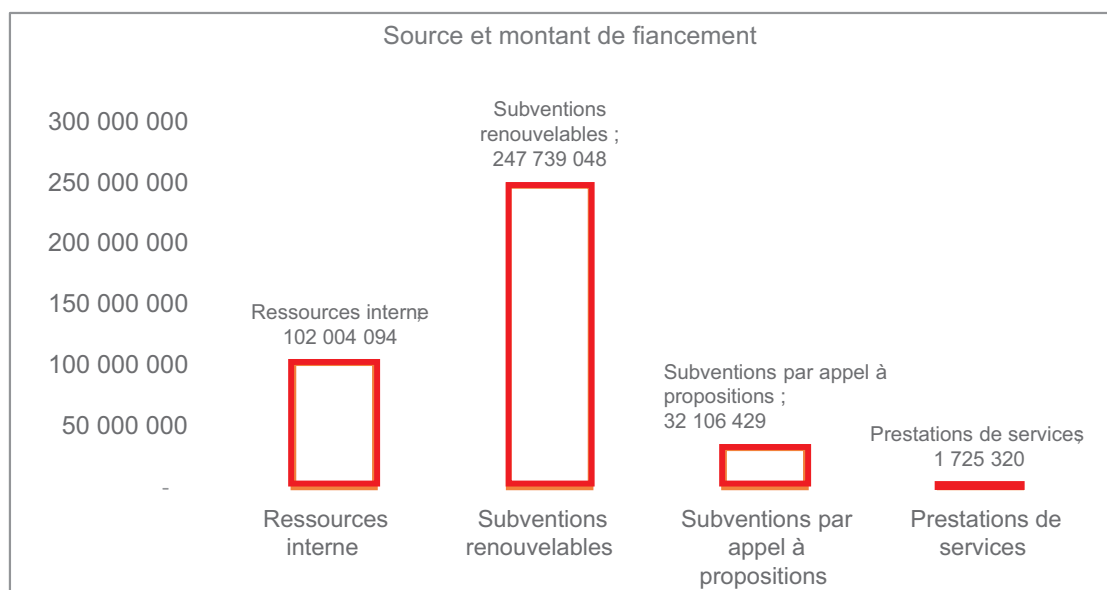 Source et montant de fiancement
300 000 000
250 000 000
200 000 000
150 000 000
100 000 000
50 000 000
-
Ressources interne;
102 004 094
Subventions
renouvelables ;
247 739 048
Subventions par appel à
propositions ;
32 106 429
Prestations de services;
1 725 320
Ressources
interne
Subventions
renouvelables
Subventions par
appel à
propositions
Prestations de
services